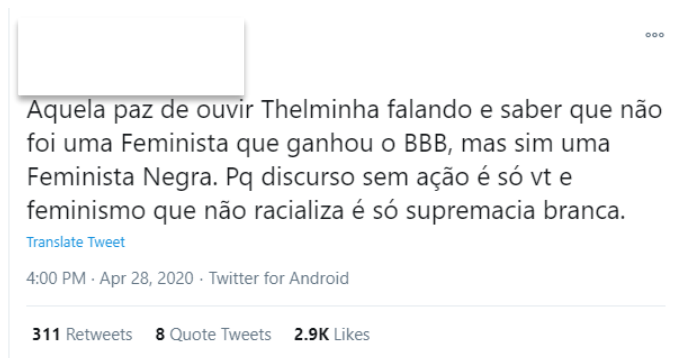 Aquela paz de ouvir Thelminha falando e saber que não
foi uma Feminista que ganhou o BBB, mas sim uma
Feminista Negra. Pq discurso sem ação é só vt e
feminismo que não racializa é só supremacia branca.
Translate Tweet
4:00 PM · Apr 28, 2020 · Twitter for Android
311 Retweets 8 Quote Tweets 2.9K Likes